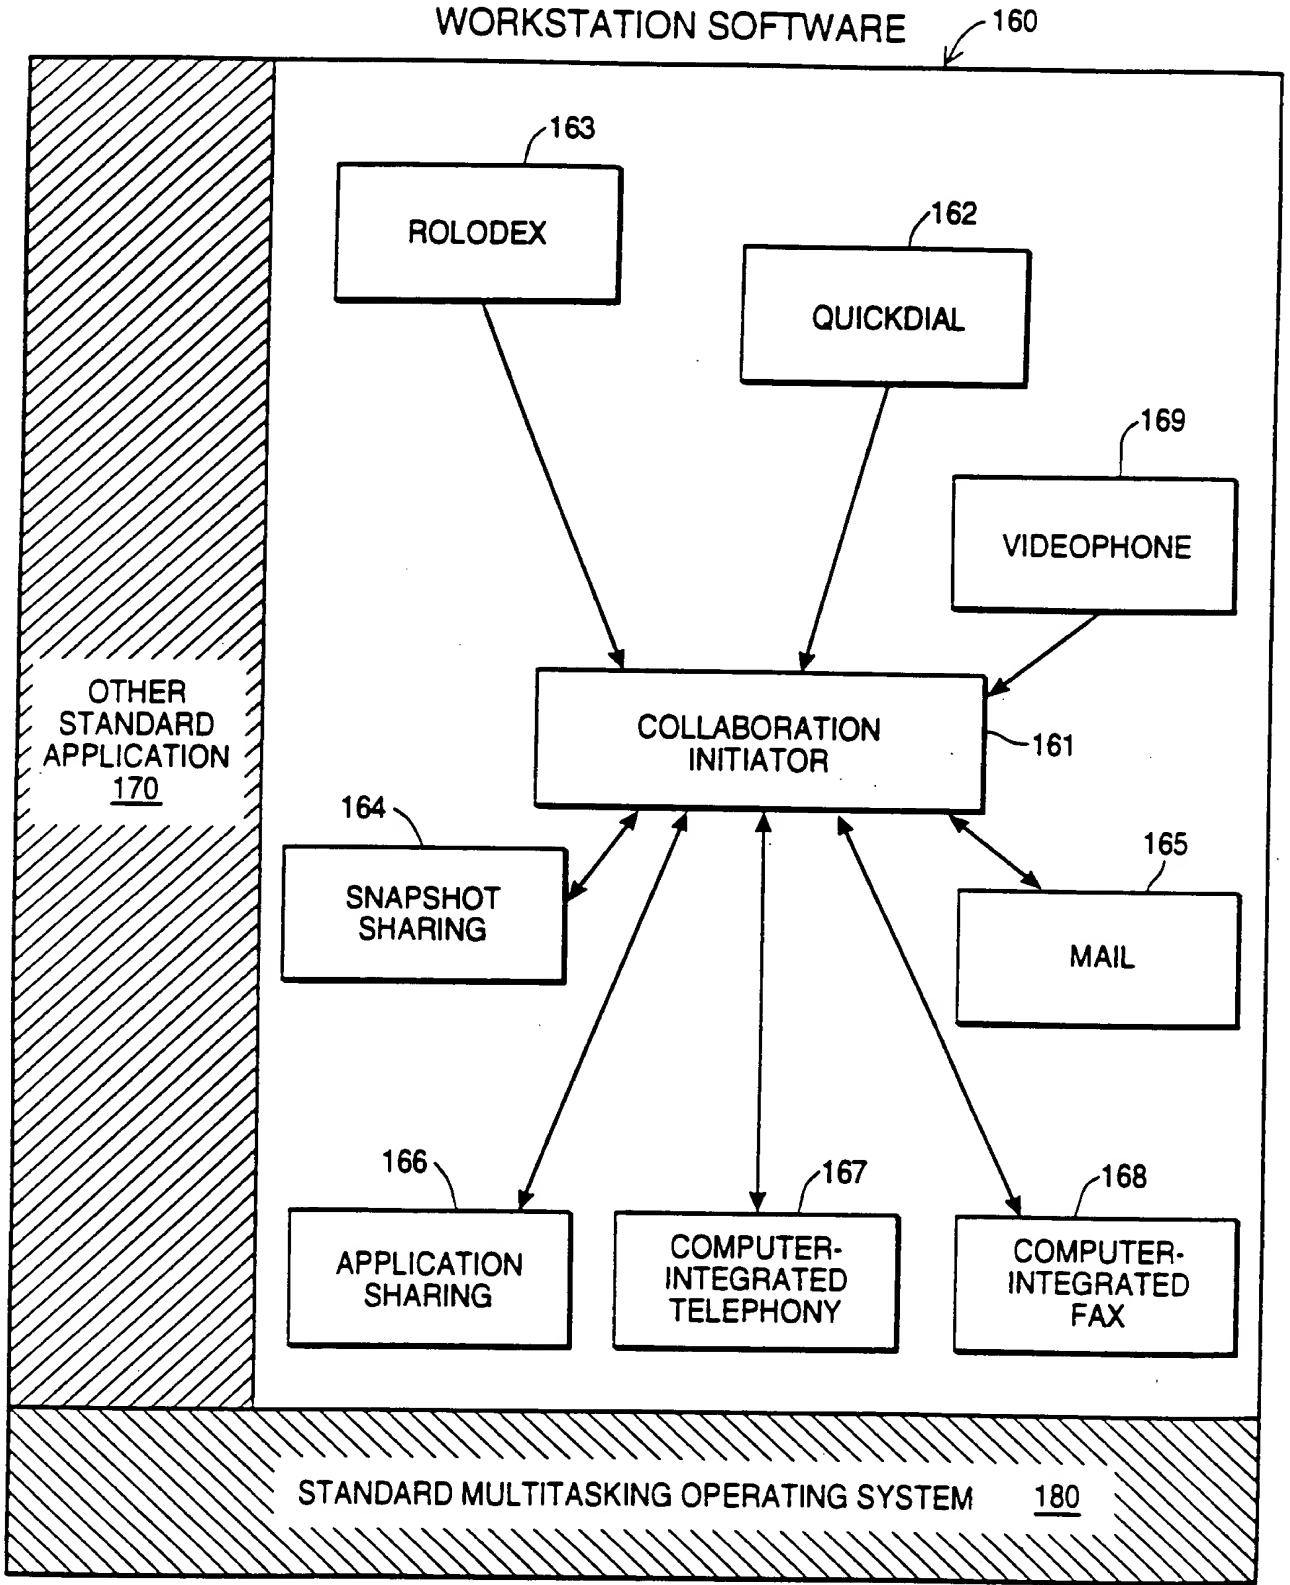 WORKSTATION SOFTWARE
160
163
ROLODEX
162
QUICKDIAL
169
VIDEOPHONE
OTHER
STANDARD
APPLICATION
170
COLLABORATION
INITIATOR
161
164
SNAPSHOT
SHARING
165
MAIL
166
APPLICATION
SHARING
167
COMPUTER-
INTEGRATED
TELEPHONY
168
COMPUTER-
INTEGRATED
FAX
STANDARD MULTITASKING OPERATING SYSTEM 180